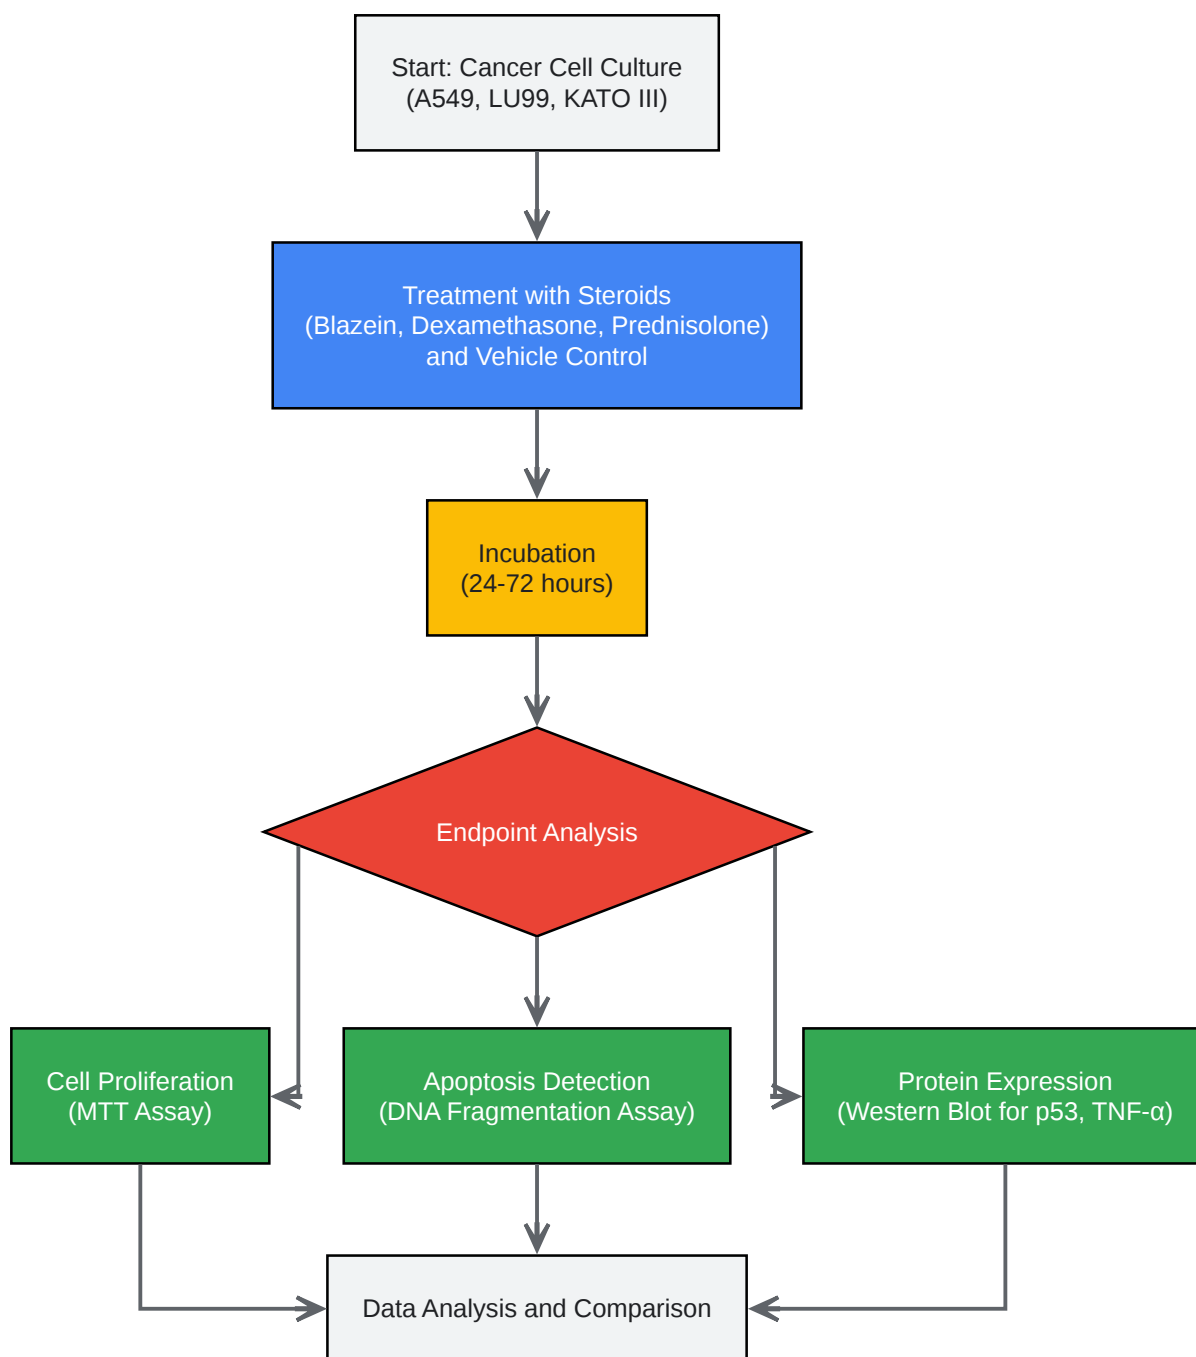 Start: Cancer Cell Culture
(A549, LU99, KATO III)
Treatment with Steroids
(Blazein, Dexamethasone, Prednisolone)
and Vehicle Control
Incubation
(24-72 hours)
Endpoint Analysis
Cell Proliferation
(MTT Assay)
Apoptosis Detection
(DNA Fragmentation Assay)
Protein Expression
(Western Blot for p53, TNF-α)
Data Analysis and Comparison